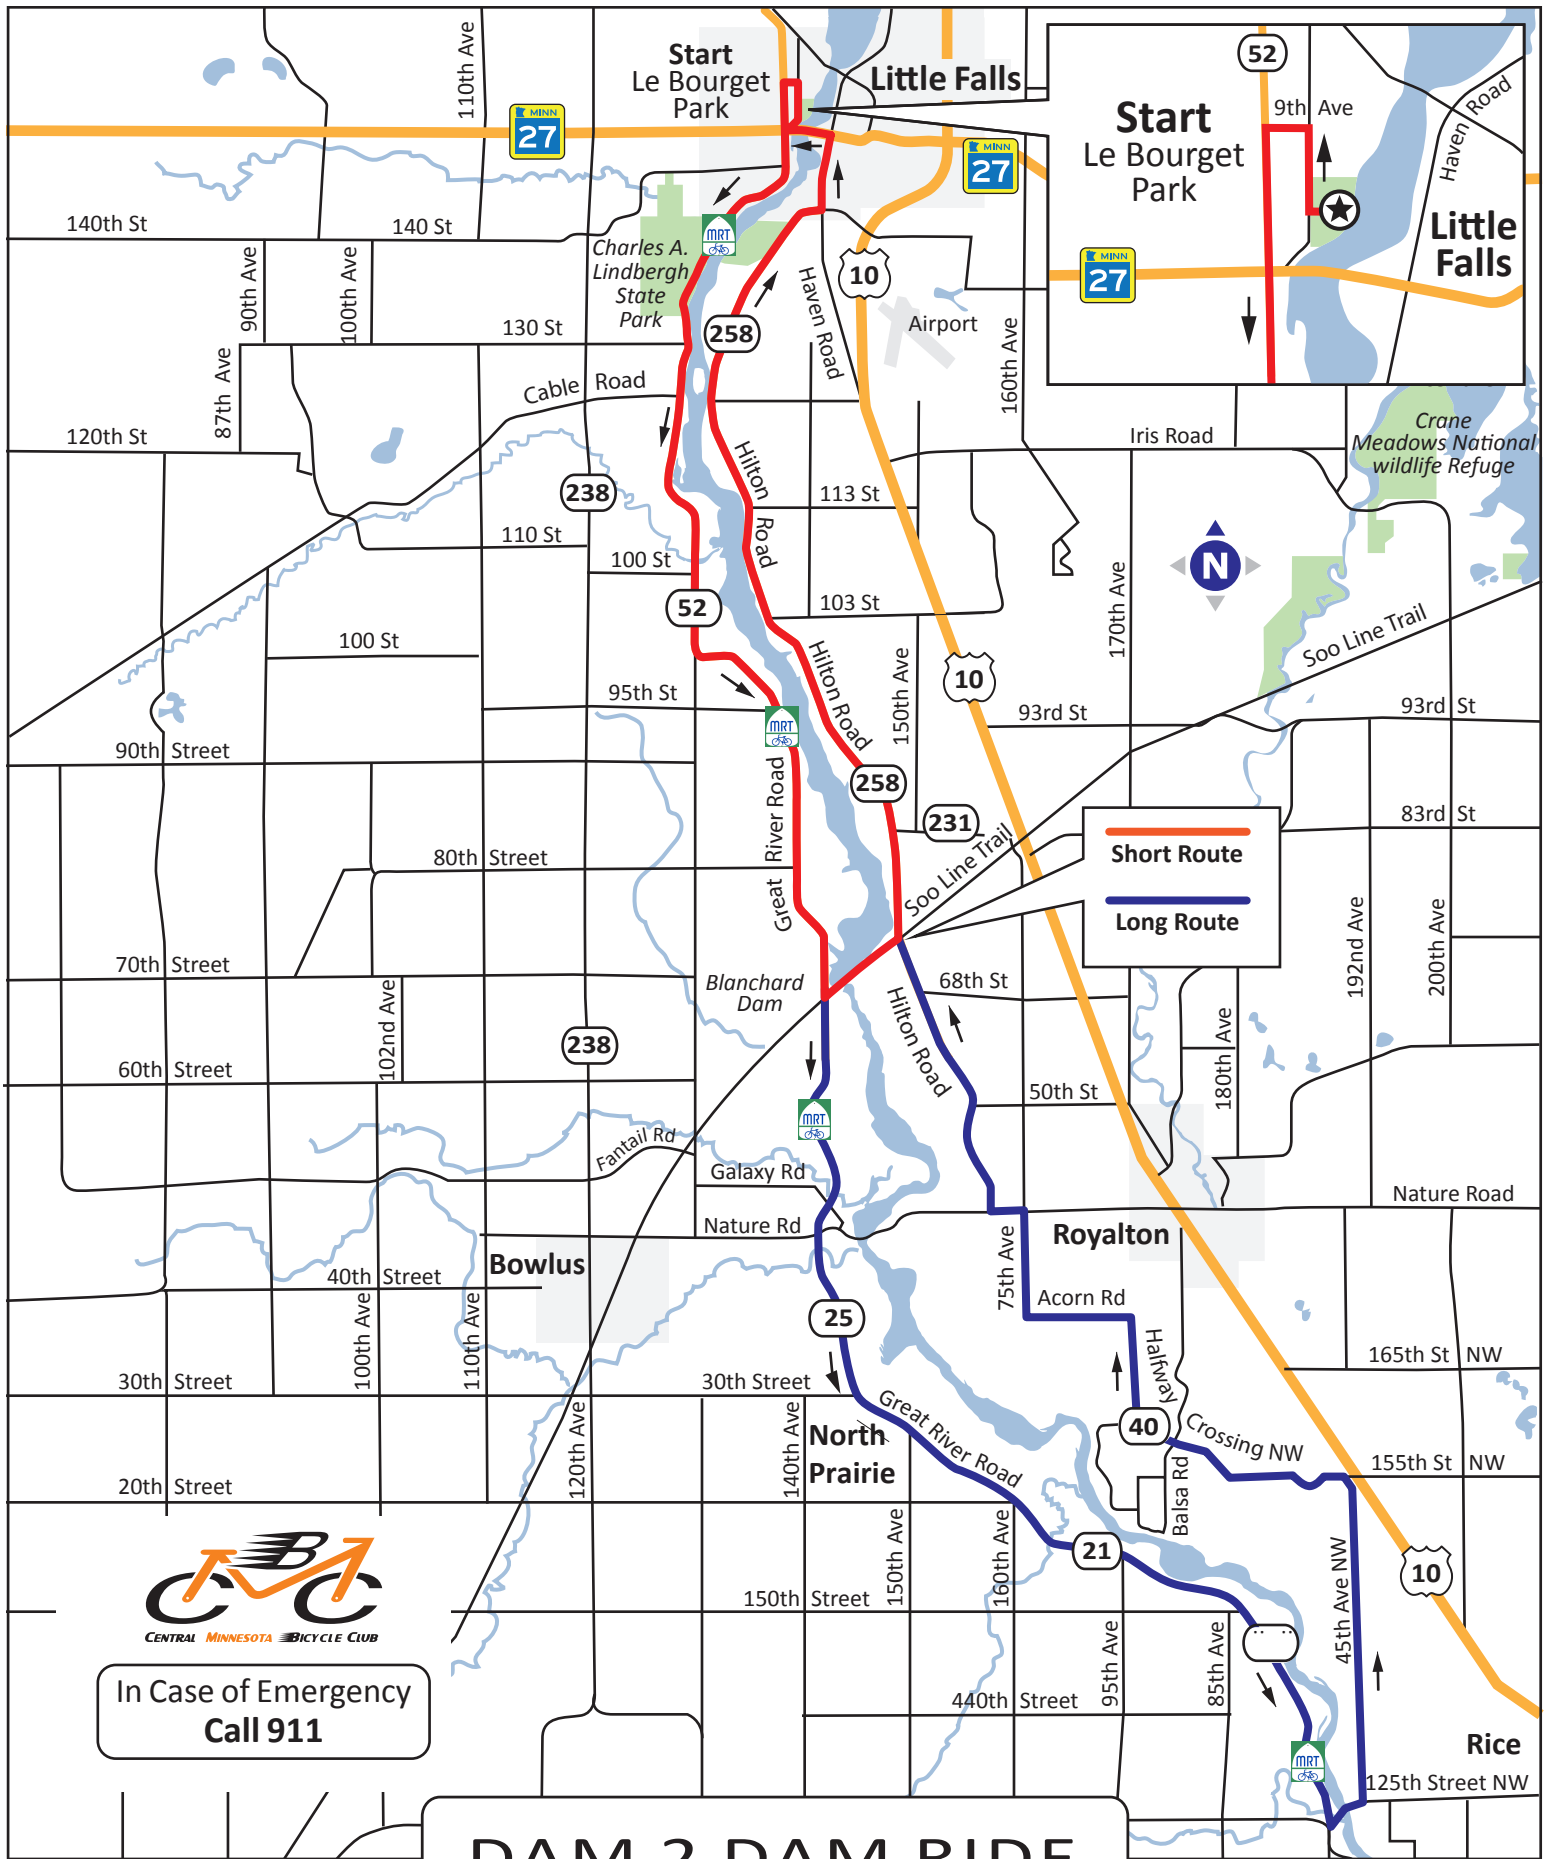 Start
Le Bourget
Park
Little Falls
110th Ave
MINN
27
MINN
27
52
9th Ave
Haven Road
Start
Le Bourget
Park
MINN
27
Little
Falls
140th St
140 St
MRT
Charles A.
Lindbergh
State
Park
90th Ave
100th Ave
130 St
258
Haven Road
10
Airport
160th Ave
87th Ave
Cable Road
120th St
Iris Road
Crane
Meadows National
wildlife Refuge
238
Hilton Road
113 St
110 St
100 St
N
52
103 St
170th Ave
100 St
Hilton Road
150th Ave
10
Soo Line Trail
95th St
MRT
93rd St
93rd St
90th Street
Great River Road
258
231
83rd St
Short Route
Long Route
80th Street
Soo Line Trail
192nd Ave
200th Ave
70th Street
Blanchard
Dam
68th St
102nd Ave
238
Hilton Road
180th Ave
60th Street
MRT
50th St
Fantail Rd
Galaxy Rd
Nature Rd
Nature Road
Royalton
Bowlus
40th Street
75th Ave
Acorn Rd
25
100th Ave
110th Ave
Halfway Crossing NW
165th St NW
30th Street
30th Street
Great River Road
120th Ave
140th Ave
North
Prairie
40
155th St NW
20th Street
Balsa Rd
150th Ave
160th Ave
21
10
CENTRAL MINNESOTA BICYCLE CLUB
150th Street
95th Ave
85th Ave
45th Ave NW
In Case of Emergency
Call 911
440th Street
MRT
Rice
125th Street NW
DAM 2 DAM RIDE